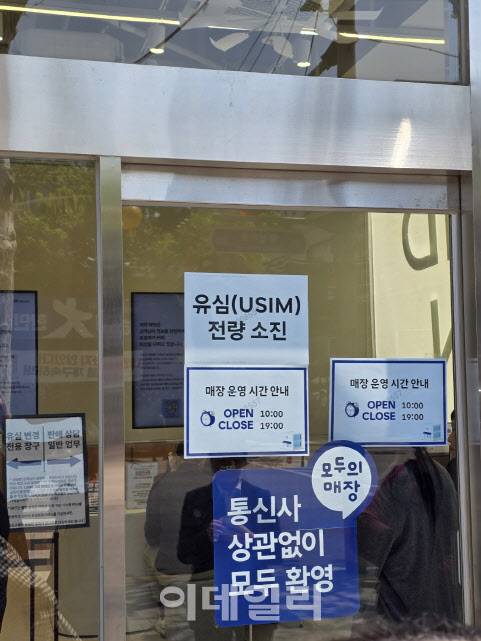 유심(USIM)
전량 소진
매장 운영 시간 안내
OPEN 10:00
CLOSE 19:00
매장 운영 시간 안내
OPEN 10:00
CLOSE 19:00
유심 변경
전용 창구
판매 상담
일반 업무
모두의
매장
통신사
상관없이
모두 환영
이데일리